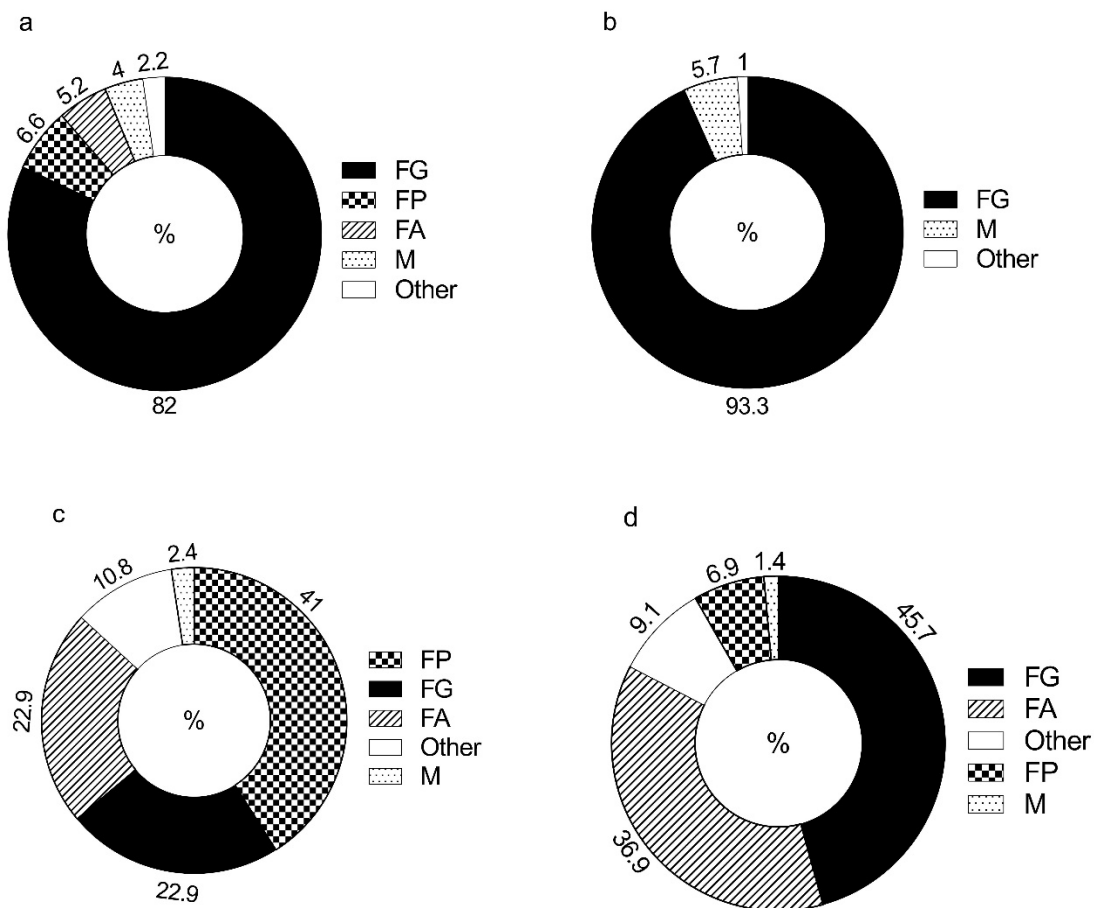 a
6.6
5.2
4
2.2
FG
FP
FA
M
Other
%
82
b
5.7
1
FG
M
Other
%
93.3
c
10.8
2.4
41
FP
FG
FA
Other
M
%
22.9
22.9
d
9.1
6.9
1.4
45.7
FG
FA
Other
FP
M
%
36.9